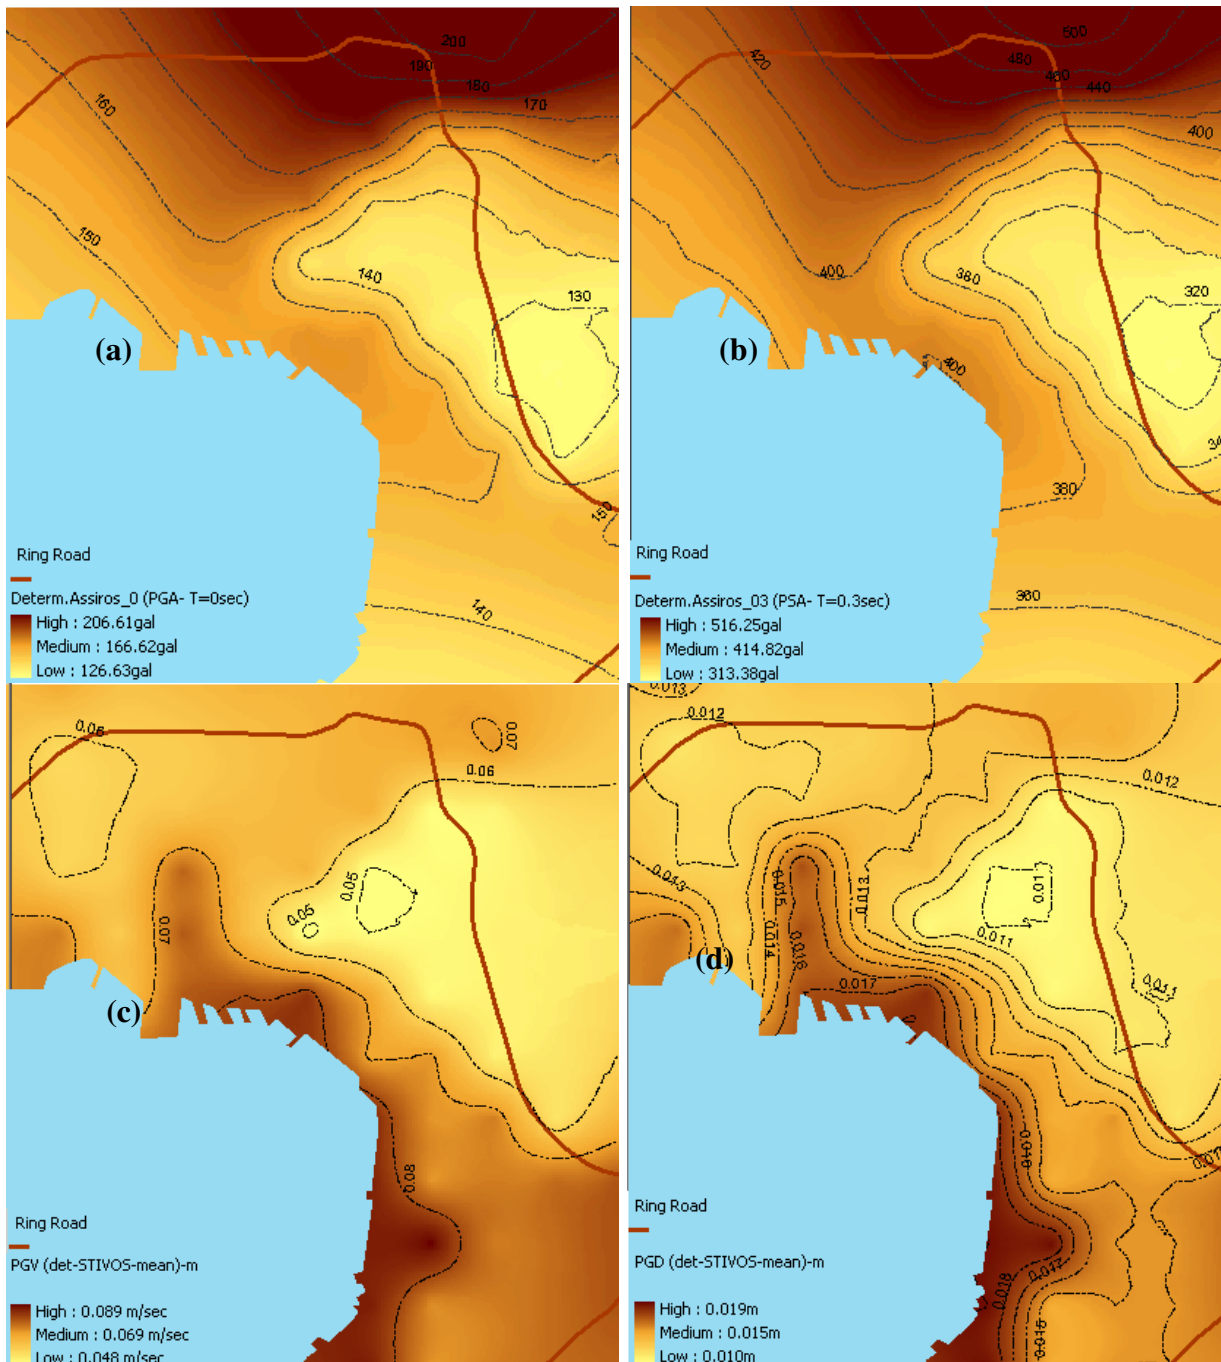 200
190
180
170
160
150
140
130
(a)
150
140
Ring Road
Determ.Assiros_0 (PGA- T=0sec)
High : 206.61gal
Medium : 166.62gal
Low : 126.63gal
500
480
460
440
420
400
400
360
320
(b)
400
380
360
Ring Road
Determ.Assiros_03 (PSA- T=0.3sec)
High : 516.25gal
Medium : 414.82gal
Low : 313.38gal
0.06
0.07
0.06
0.05
0.05
0.07
(c)
0.08
Ring Road
PGV (det-STIVOS-mean)-m
High : 0.089 m/sec
Medium : 0.069 m/sec
Low : 0.048 m/sec
0.013
0.012
0.012
0.013
0.015
0.013
0.01
0.011
0.014
0.016
(d)
0.017
0.011
0.017
0.018
0.015
Ring Road
PGD (det-STIVOS-mean)-m
High : 0.019m
Medium : 0.015m
Low : 0.010m